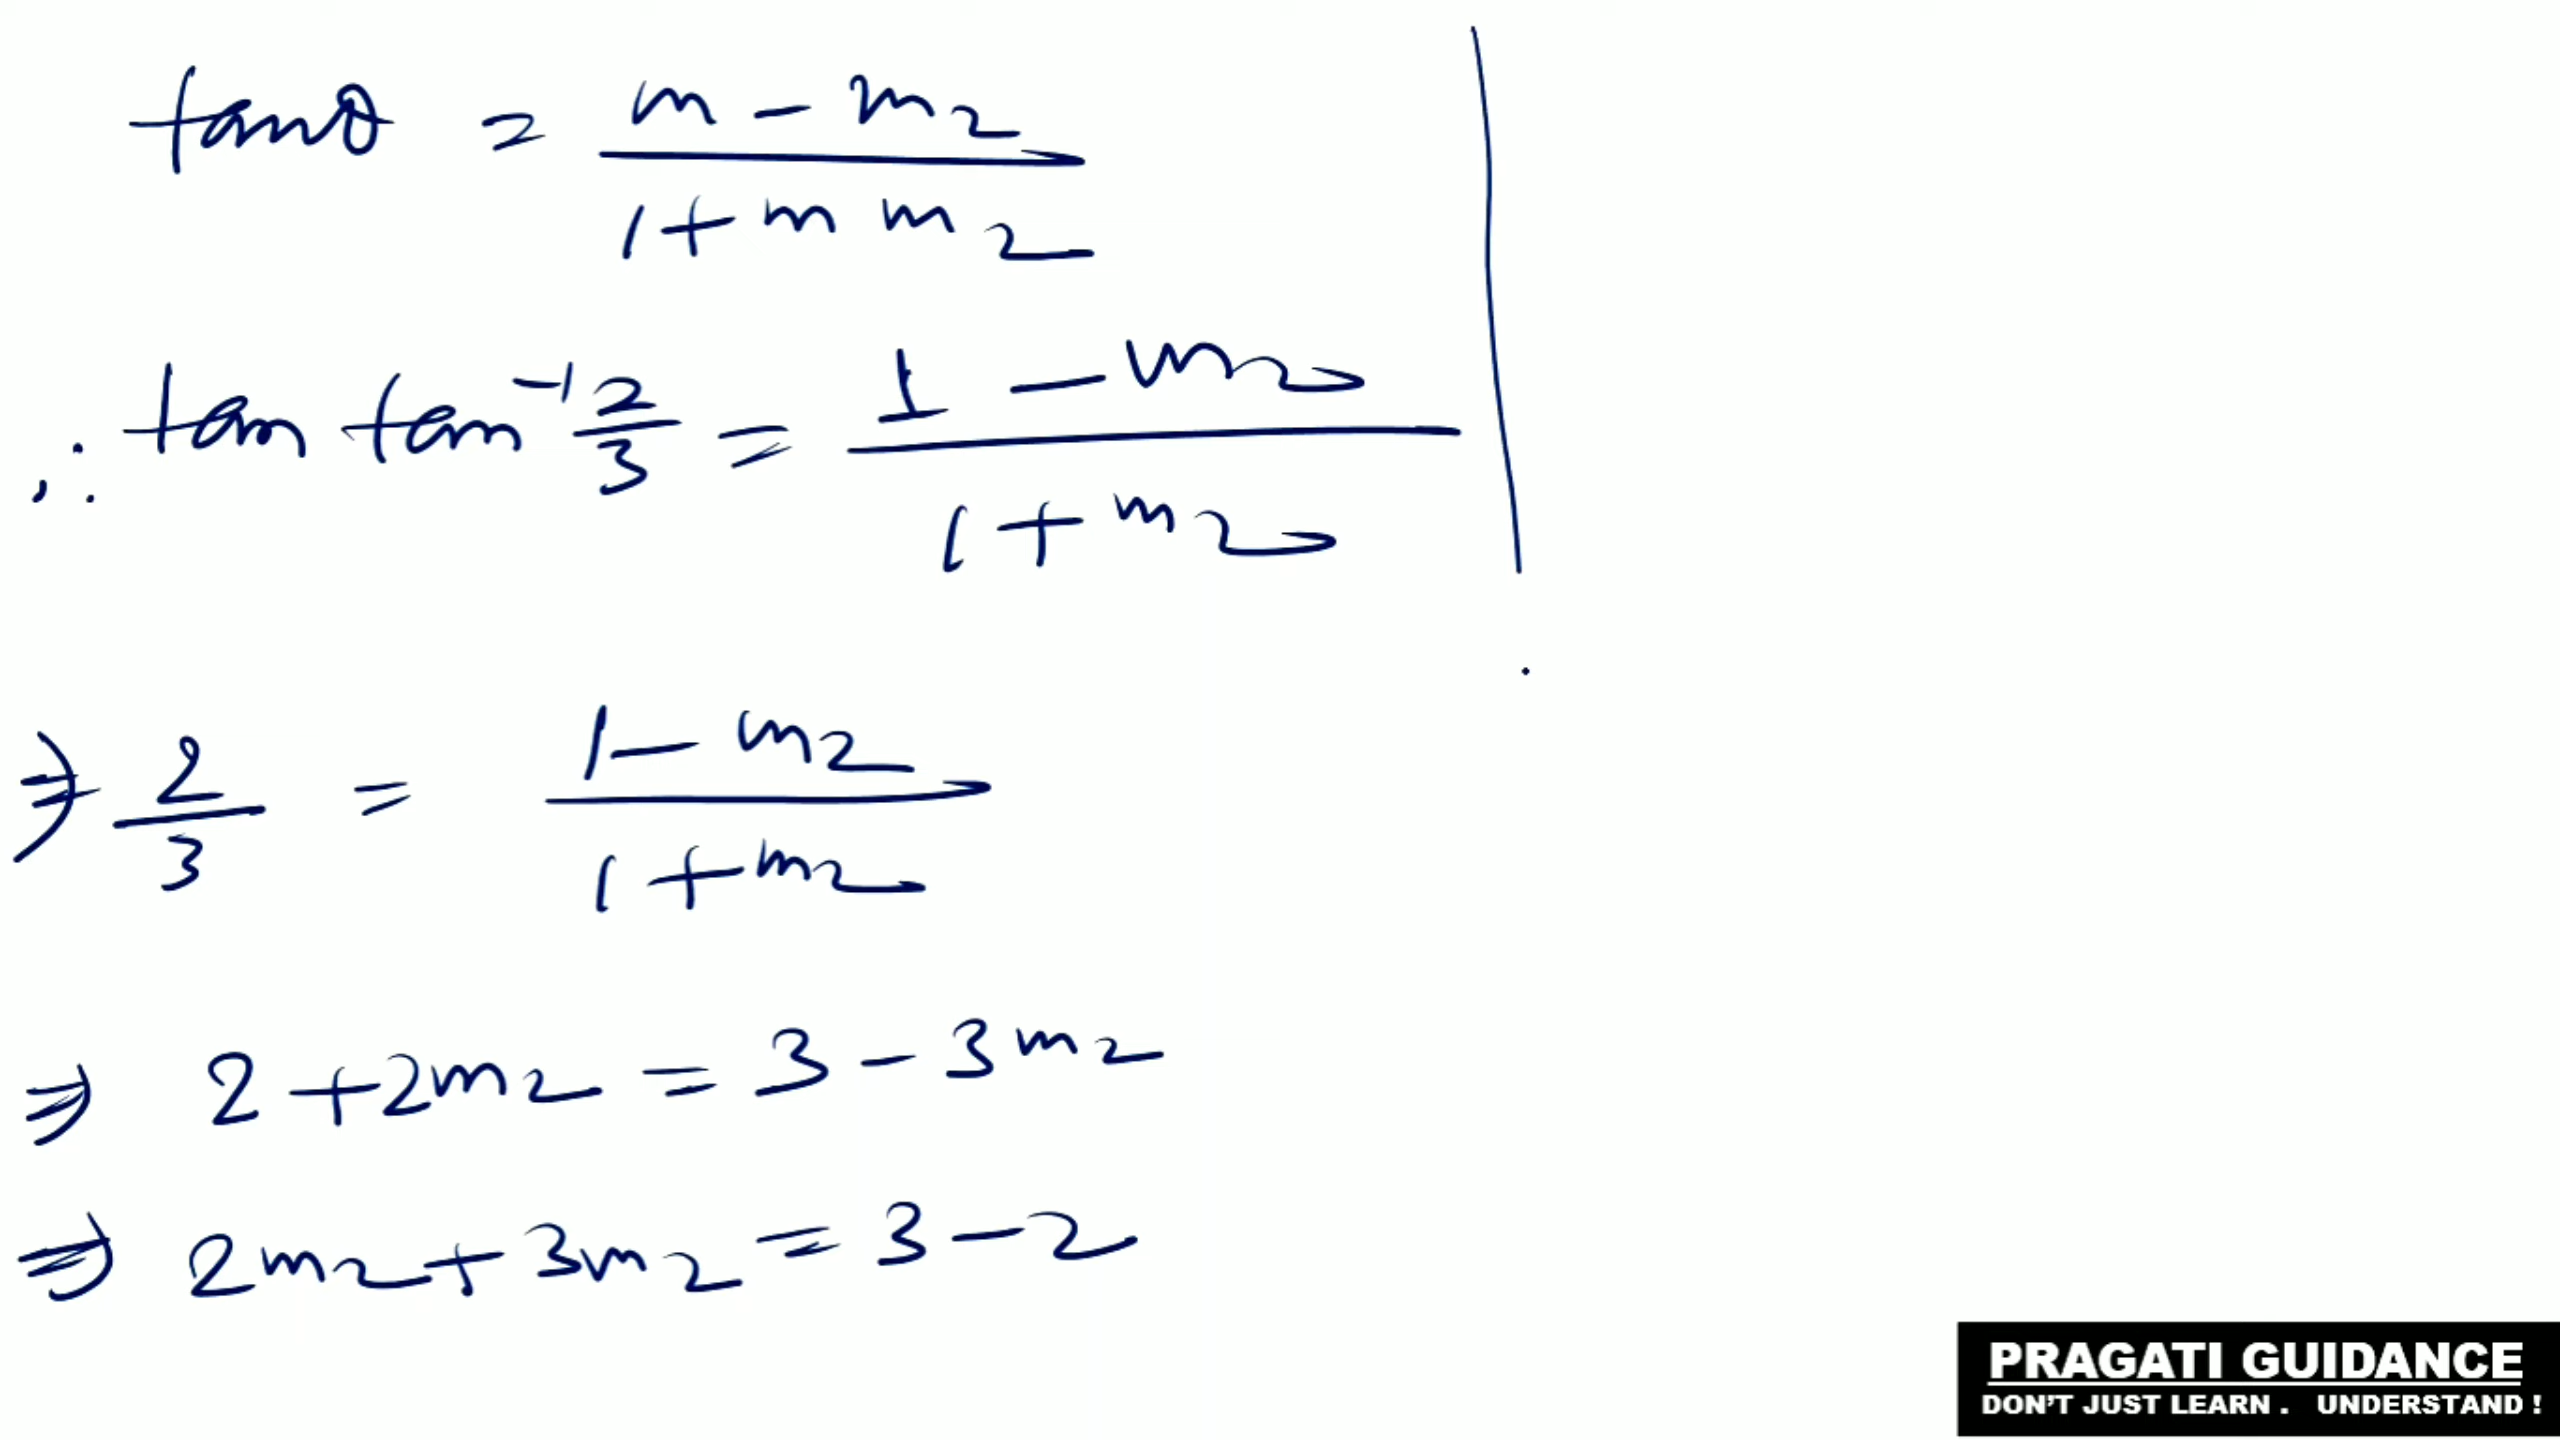 tanθ = (m - m₂)/(1 + m m₂)
∴ tan tan⁻¹ 2/3 = (1 - m₂)/(1 + m₂)
⇒ 2/3 = (1 - m₂)/(1 + m₂)
⇒ 2 + 2m₂ = 3 - 3m₂
⇒ 2m₂ + 3m₂ = 3 - 2
PRAGATI GUIDANCE
DON'T JUST LEARN. UNDERSTAND!